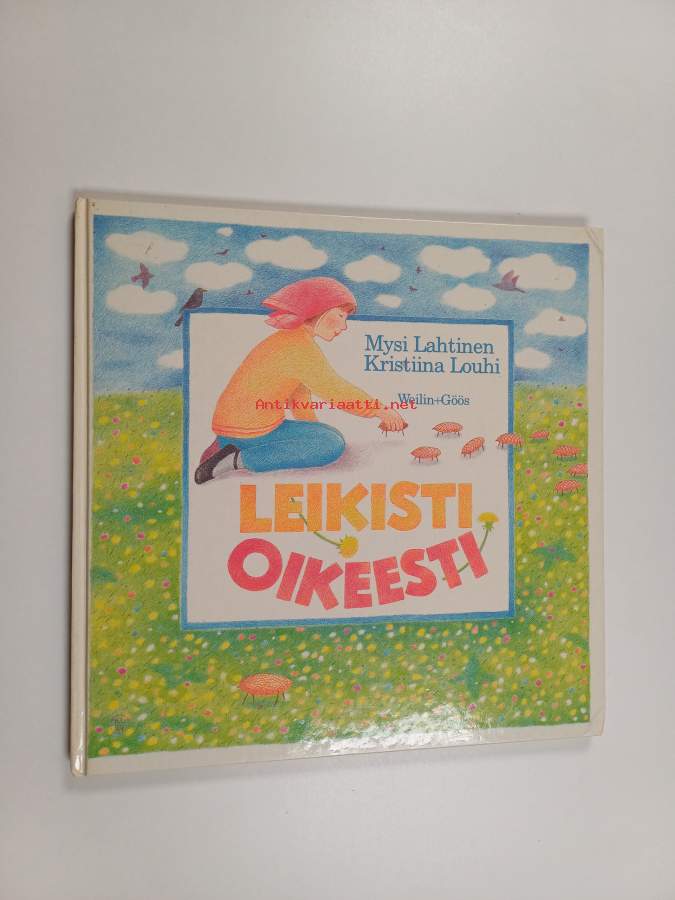 Mysi Lahtinen
Kristiina Louhi
Weilin+Göös
Antikvariaatti.net
LEIKISTI
OIKEESTI